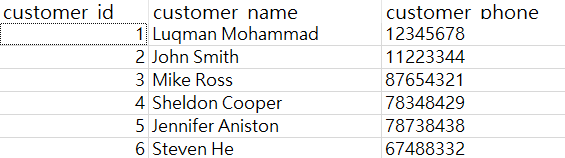 customer_id customer_name customer_phone
1 Luqman Mohammad 12345678
2 John Smith 11223344
3 Mike Ross 87654321
4 Sheldon Cooper 78348429
5 Jennifer Aniston 78738438
6 Steven He 67488332